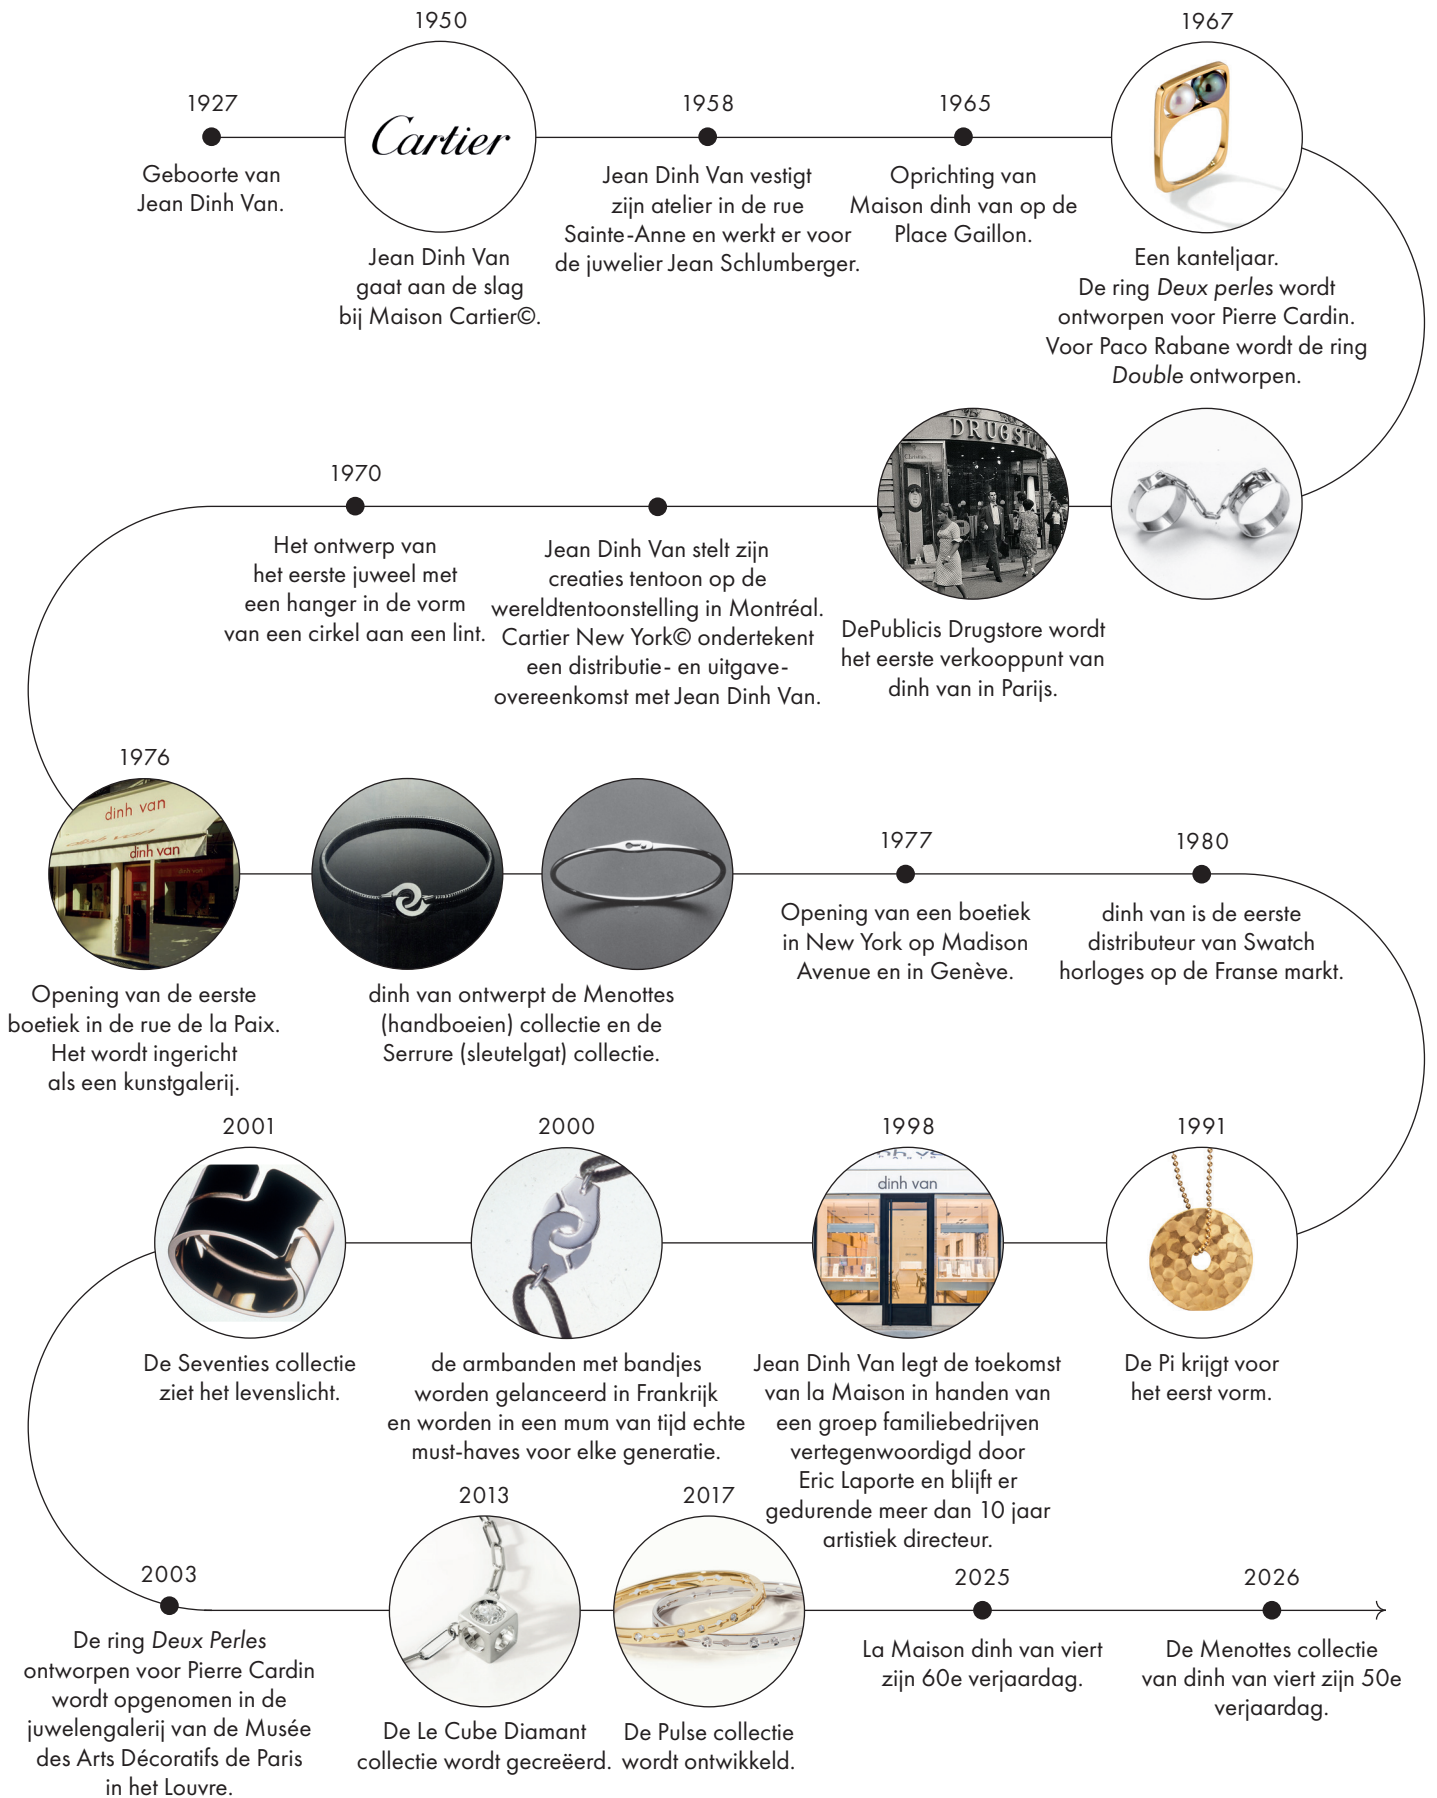 1927
Geboorte van
Jean Dinh Van.
1950
Cartier
Jean Dinh Van
gaat aan de slag
bij Maison Cartier©.
1958
Jean Dinh Van vestigt
zijn atelier in de rue
Sainte-Anne en werkt er voor
de juwelier Jean Schlumberger.
1965
Oprichting van
Maison dinh van op de
Place Gaillon.
1967
Een kanteljaar.
De ring Deux perles wordt
ontworpen voor Pierre Cardin.
Voor Paco Rabane wordt de ring
Double ontworpen.
DRUGST
DePublicis Drugstore wordt
het eerste verkooppunt van
dinh van in Parijs.
Jean Dinh Van stelt zijn
creaties tentoon op de
wereldtentoonstelling in Montréal.
Cartier New York© ondertekent
een distributie- en uitgave-
overeenkomst met Jean Dinh Van.
1970
Het ontwerp van
het eerste juweel met
een hanger in de vorm
van een cirkel aan een lint.
1976
dinh van
dinh van
dinh van
Opening van de eerste
boetiek in de rue de la Paix.
Het wordt ingericht
als een kunstgalerij.
dinh van ontwerpt de Menottes
(handboeien) collectie en de
Serrure (sleutelgat) collectie.
1977
Opening van een boetiek
in New York op Madison
Avenue en in Genève.
1980
dinh van is de eerste
distributeur van Swatch
horloges op de Franse markt.
1991
De Pi krijgt voor
het eerst vorm.
1998
dinh van
Jean Dinh Van legt de toekomst
van la Maison in handen van
een groep familiebedrijven
vertegenwoordigd door
Eric Laporte en blijft er
gedurende meer dan 10 jaar
artistiek directeur.
2000
de armbanden met bandjes
worden gelanceerd in Frankrijk
en worden in een mum van tijd echte
must-haves voor elke generatie.
2001
De Seventies collectie
ziet het levenslicht.
2003
De ring Deux Perles
ontworpen voor Pierre Cardin
wordt opgenomen in de
juwelengalerij van de Musée
des Arts Décoratifs de Paris
in het Louvre.
2013
De Le Cube Diamant
collectie wordt gecreëerd.
2017
De Pulse collectie
wordt ontwikkeld.
2025
La Maison dinh van viert
zijn 60e verjaardag.
2026
De Menottes collectie
van dinh van viert zijn 50e
verjaardag.